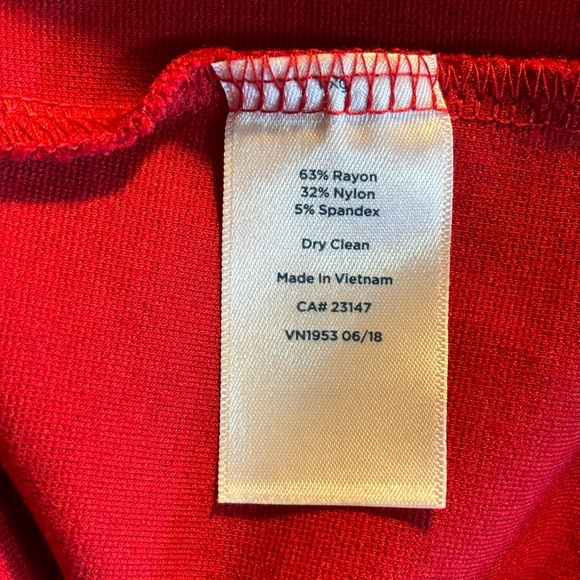 63% Rayon
32% Nylon
5% Spandex
Dry Clean
Made In Vietnam
CA# 23147
VN1953 06/18